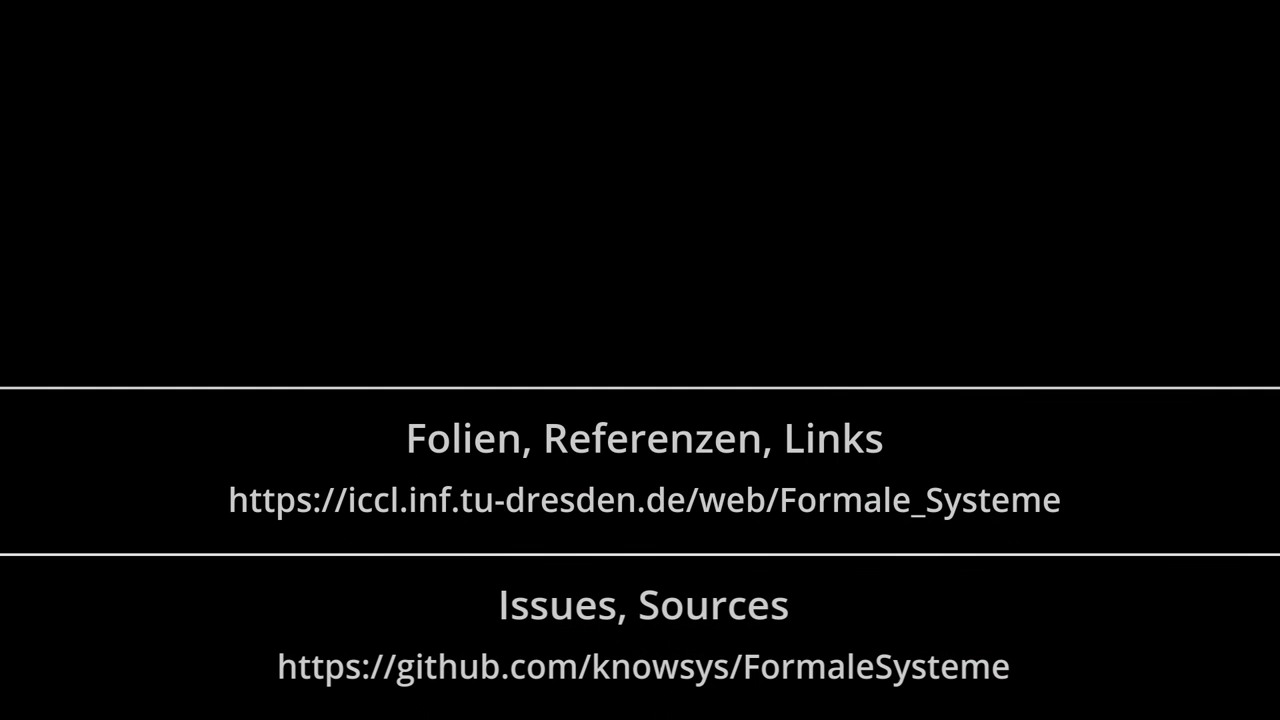 Folien, Referenzen, Links
https://iccl.inf.tu-dresden.de/web/Formale_Systeme
Issues, Sources
https://github.com/knowsys/FormaleSysteme